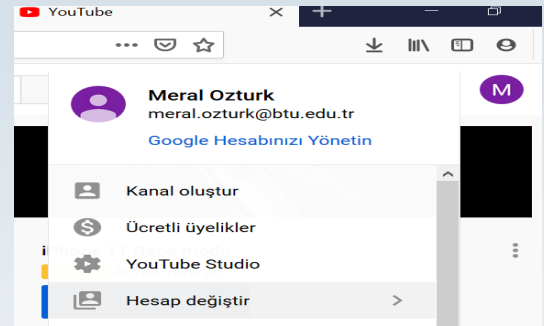 YouTube
Meral Ozturk
M
meral.ozturk@btu.edu.tr
Google Hesabınızı Yönetin
Kanal oluştur
Ücretli üyelikler
YouTube Studio
Hesap değiştir